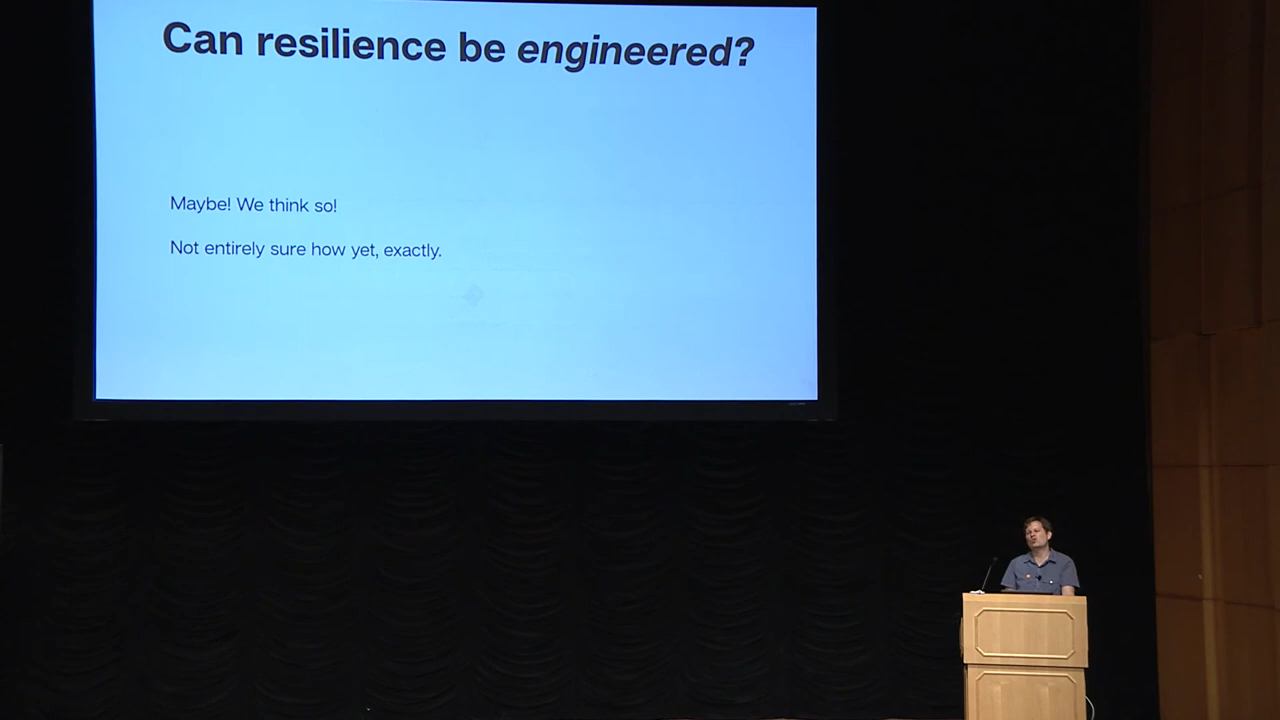 Can resilience be engineered?
Maybe! We think so!
Not entirely sure how yet, exactly.